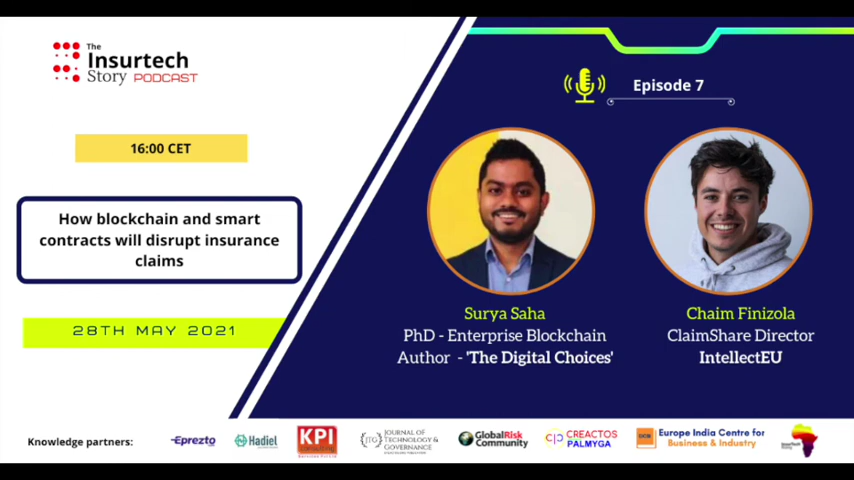 The
Insurtech
Story PODCAST
16:00 CET
How blockchain and smart
contracts will disrupt insurance
claims
28TH MAY 2021
Episode 7
Surya Saha
PhD - Enterprise Blockchain
Author - 'The Digital Choices'
Chaim Finizola
ClaimShare Director
IntellectEU
Knowledge partners:
Eprezto
Hadiel
KPI
JTG
JOURNAL OF
TECHNOLOGY &
GOVERNANCE
GlobalRisk
Community
CREACTOS
PALMYGA
Europe India Centre for
Business & Industry